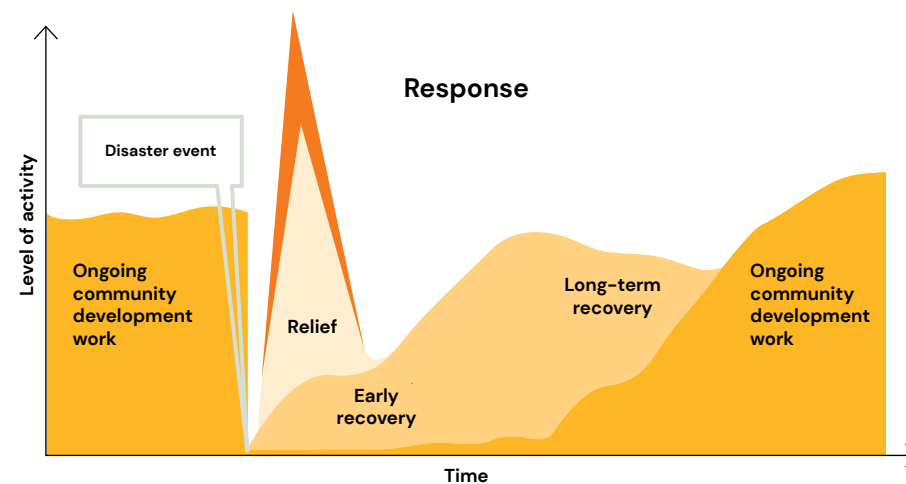 Response
Disaster event
Level of activity
Ongoing
community
development
work
Relief
Early
recovery
Long-term
recovery
Ongoing
community
development
work
Time